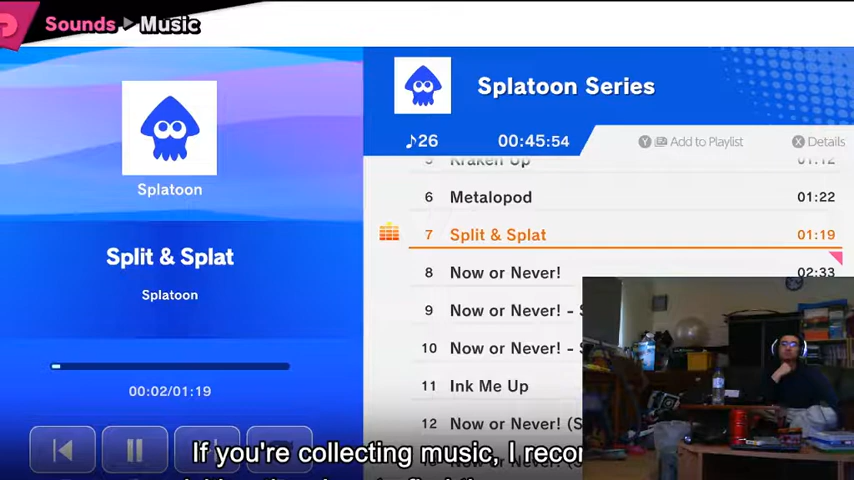 Sounds ▶ Music
Splatoon
Split & Splat
Splatoon
00:02/01:19
Splatoon Series
♪26 00:45:54
Y Add to Playlist X Details
Kraken Up 01:12
6 Metalopod 01:22
7 Split & Splat 01:19
8 Now or Never! 02:33
9 Now or Never! -
10 Now or Never! -
11 Ink Me Up
12 Now or Never!
If you're collecting music, I